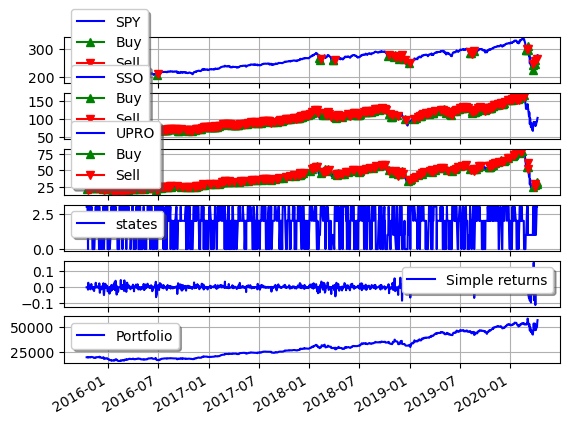 SPY
Buy
Sell
300
200
SSO
Buy
Sell
150
100
50
UPRO
Buy
Sell
75
50
25
states
2.5
0.0
Simple returns
0.1
0.0
−0.1
Portfolio
50000
25000
2016-01
2016-07
2017-01
2017-07
2018-01
2018-07
2019-01
2019-07
2020-01